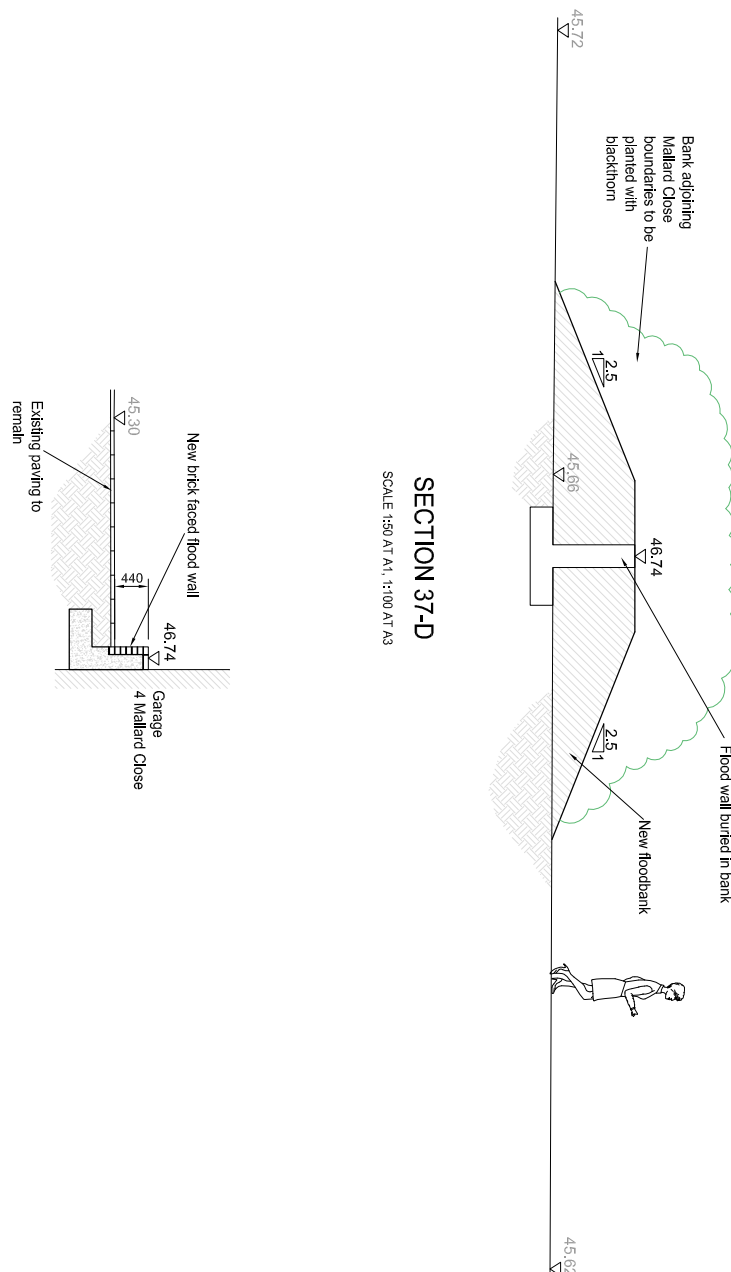 45.72
Bank adjoining
Mallard Close
boundaries to be
planted with
blackthorn
2.5
1
45.66
46.74
Flood wall buried in bank
2.5
1
New floodbank
45.62
SECTION 37-D
SCALE 1:50 AT A1, 1:100 AT A3
45.30
Existing paving to
remain
New brick faced flood wall
440
46.74
Garage
4 Mallard Close